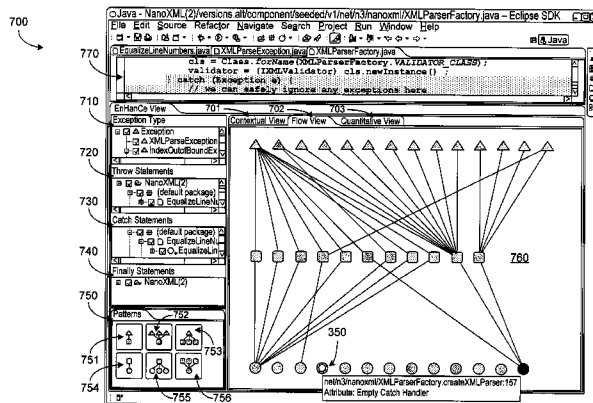 700
Java - NanoXML(2)/versions.alt/component/seeded/v1/net/n3/nanoxml/XMLParserFactory.java – Eclipse SDK
File Edit Source Refactor Navigate Search Project Run Window Help
Java
770
EqualizeLineNumbers.java XMLParserException.java XMLParserFactory.java
cls = Class.forName(XMLParserFactory.VALIDATOR_CLASS);
validator = (IXMLValidator) cls.newInstance() ;
catch (Exception e) {
// we can safely ignore any exceptions here
EnHanCe View 701 702 703
710
Exception Type
Contextual View Flow View Quantitative View
Exception
XMLParseException
IndexOutofBoundEx
720
Throw Statements
NanoXML(2)
(default package)
EqualizeLineNu
730
Catch Statements
(default package)
EqualizeLineN
EqualizeLin
740
Finally Statements
NanoXML(2)
760
750
Patterns
752
751
753
754
755
756
350
net/n3/nanoxml/XMLParserFactory.createXMLParser:157
Attribute: Empty Catch Handler